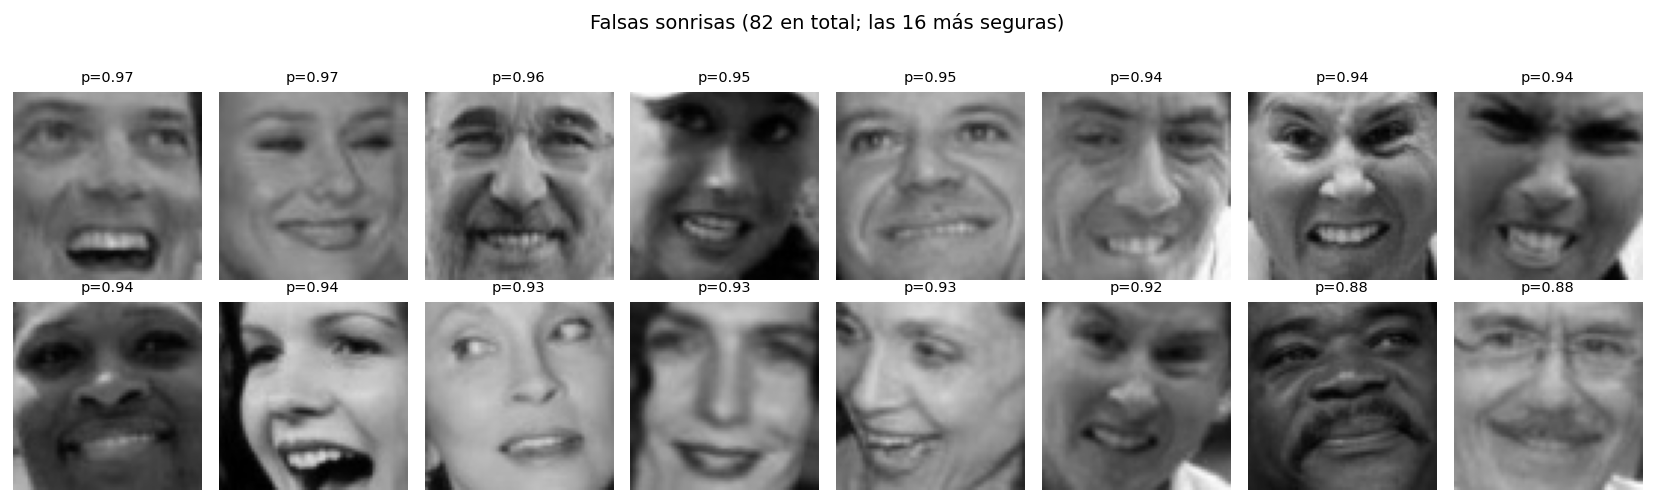 Falsas sonrisas (82 en total; las 16 más seguras)
p=0.97 p=0.97 p=0.96 p=0.95 p=0.95 p=0.94 p=0.94 p=0.94
p=0.94 p=0.94 p=0.93 p=0.93 p=0.93 p=0.92 p=0.88 p=0.88